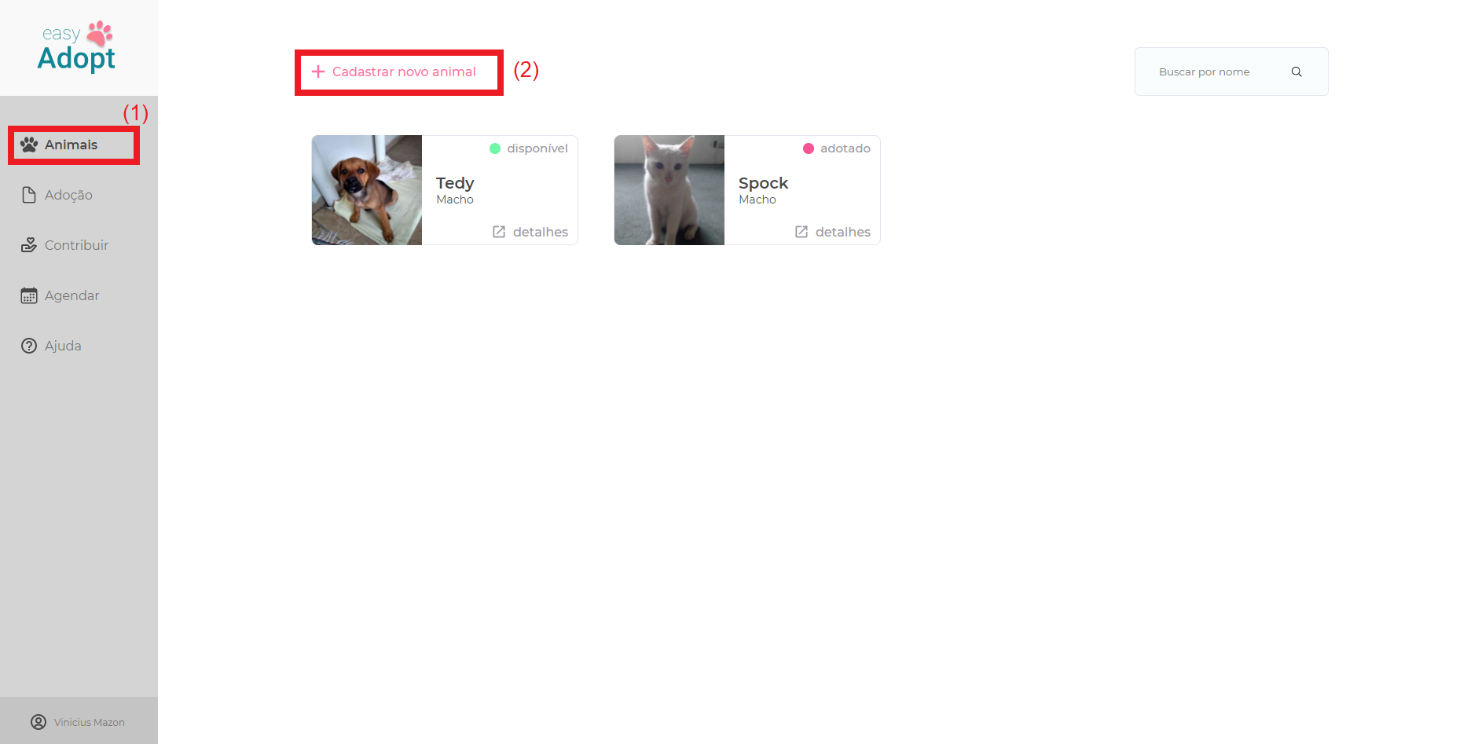 easy
Adopt
(1)
Animais
Adoção
Contribuir
Agendar
Ajuda
Vinicius Mazon
+ Cadastrar novo animal
(2)
Buscar por nome
disponível
Tedy
Macho
detalhes
adotado
Spock
Macho
detalhes